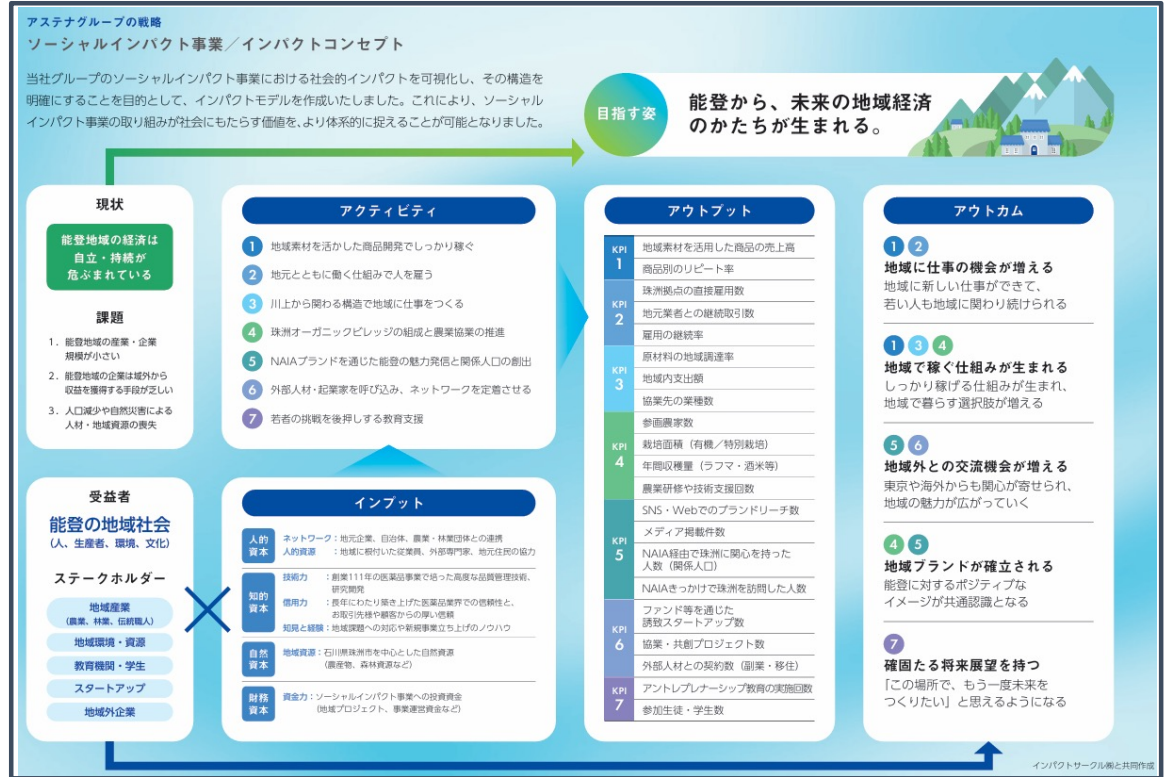 アステナグループの戦略
ソーシャルインパクト事業／インパクトコンセプト
当社グループのソーシャルインパクト事業における社会的インパクトを可視化し、その構造を
明確にすることを目的として、インパクトモデルを作成いたしました。これにより、ソーシャル
インパクト事業の取り組みが社会にもたらす価値を、より体系的に捉えることが可能となりました。
目指す姿
能登から、未来の地域経済
のかたちが生まれる。
現状
能登地域の経済は
自立・持続が
危ぶまれている
課題
1. 能登地域の産業・企業
規模が小さい
2. 能登地域の企業は域外から
収益を獲得する手段が乏しい
3. 人口減少や自然災害による
人材・地域資源の喪失
受益者
能登の地域社会
(人、生産者、環境、文化)
ステークホルダー
地域産業
(農業、林業、伝統職人)
地域環境・資源
教育機関・学生
スタートアップ
地域外企業
アクティビティ
1 地域素材を活かした商品開発でしっかり稼ぐ
2 地元とともに働く仕組みで人を雇う
3 川上から関わる構造で地域に仕事をつくる
4 珠洲オーガニックビレッジの組成と農業協業の推進
5 NAIAブランドを通じた能登の魅力発信と関係人口の創出
6 外部人材・起業家を呼び込み、ネットワークを定着させる
7 若者の挑戦を後押しする教育支援
インプット
人的
資本
ネットワーク：地元企業、自治体、農業・林業団体との連携
人的資源：地域に根付いた従業員、外部専門家、地元住民の協力
知的
資本
技術力：創業111年の医薬品事業で培った高度な品質管理技術、
研究開発
信用力：長年にわたり築き上げた医薬品業界での信頼性と、
お取引先様や顧客からの厚い信頼
知見と経験：地域課題への対応や新規事業立ち上げのノウハウ
自然
資本
地域資源：石川県珠洲市を中心とした自然資源
(農産物、森林資源など)
財務
資本
資金力：ソーシャルインパクト事業への投資資金
(地域プロジェクト、事業運営資金など)
アウトプット
KPI
1
地域素材を活用した商品の売上高
商品別のリピート率
KPI
2
珠洲拠点の直接雇用数
地元業者との継続取引数
雇用の継続率
KPI
3
原材料の地域調達率
地域内支出額
協業先の業種数
KPI
4
参画農家数
栽培面積（有機／特別栽培）
年間収穫量（ラフマ・酒米等）
農業研修や技術支援回数
KPI
5
SNS・Webでのブランドリーチ数
メディア掲載件数
NAIA経由で珠洲に関心を持った
人数（関係人口）
NAIAきっかけで珠洲を訪問した人数
KPI
6
ファンド等を通じた
誘致スタートアップ数
協業・共創プロジェクト数
外部人材との契約数（副業・移住）
KPI
7
アントレプレナーシップ教育の実施回数
参加生徒・学生数
アウトカム
1 2
地域に仕事の機会が増える
地域に新しい仕事ができて、
若い人も地域に関わり続けられる
1 3 4
地域で稼ぐ仕組みが生まれる
しっかり稼げる仕組みが生まれ、
地域で暮らす選択肢が増える
5 6
地域外との交流機会が増える
東京や海外からも関心が寄せられ、
地域の魅力が広がっていく
4 5
地域ブランドが確立される
能登に対するポジティブな
イメージが共通認識となる
7
確固たる将来展望を持つ
「この場所で、もう一度未来を
つくりたい」と思えるようになる
インパクトサークル㈱と共同作成